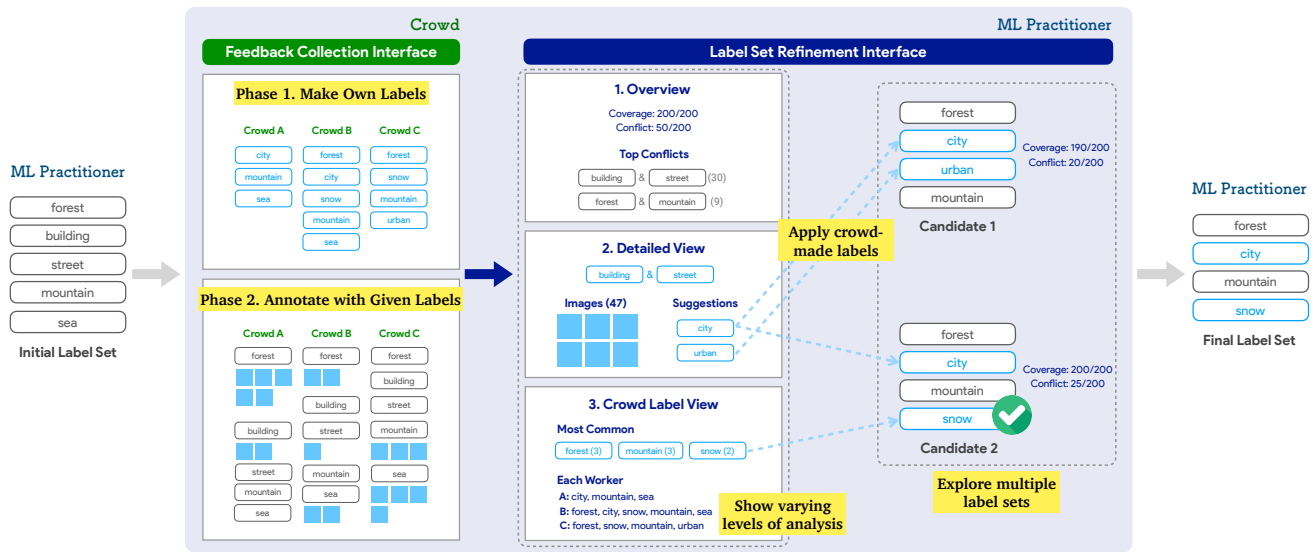 ML Practitioner
forest
building
street
mountain
sea
Initial Label Set
Crowd
Feedback Collection Interface
Phase 1. Make Own Labels
Crowd A
city
mountain
sea
Crowd B
forest
city
snow
mountain
sea
Crowd C
forest
snow
mountain
urban
Phase 2. Annotate with Given Labels
Crowd A
forest
building
street
mountain
sea
Crowd B
forest
building
street
mountain
sea
Crowd C
forest
building
street
mountain
sea
ML Practitioner
Label Set Refinement Interface
1. Overview
Coverage: 200/200
Conflict: 50/200
Top Conflicts
building & street (30)
forest & mountain (9)
2. Detailed View
building & street
Images (47)
Suggestions
city
urban
3. Crowd Label View
Most Common
forest (3) mountain (3) snow (2)
Each Worker
A: city, mountain, sea
B: forest, city, snow, mountain, sea
C: forest, snow, mountain, urban
Show varying
levels of analysis
Apply crowd-
made labels
forest
city
urban
mountain
Coverage: 190/200
Conflict: 20/200
Candidate 1
forest
city
mountain
snow
Coverage: 200/200
Conflict: 25/200
Candidate 2
Explore multiple
label sets
ML Practitioner
forest
city
mountain
snow
Final Label Set